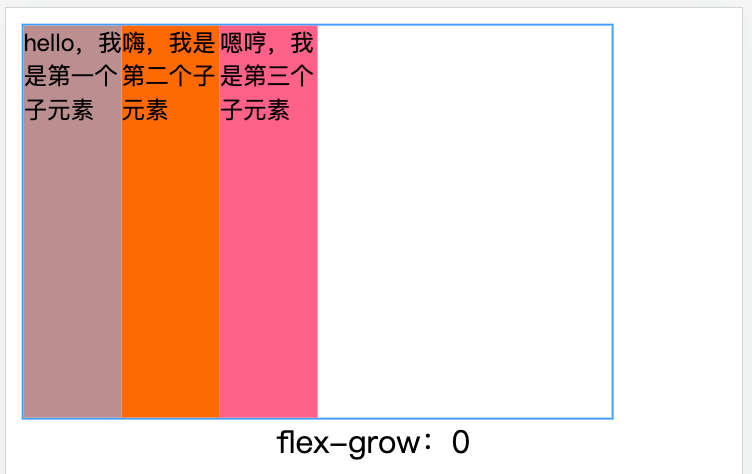 hello，我
是第一个
子元素
嗨，我是
第二个子
元素
嗯哼，我
是第三个
子元素
flex-grow：0